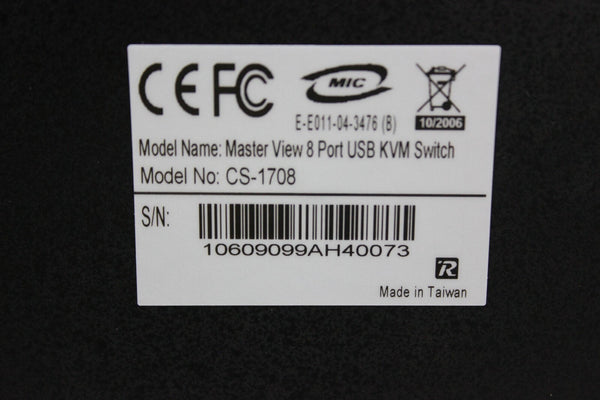 CE FC MIC
E-E011-04-3476 (B)
10/2006
Model Name: Master View 8 Port USB KVM Switch
Model No: CS-1708
S/N:
10609099AH40073
R
Made in Taiwan